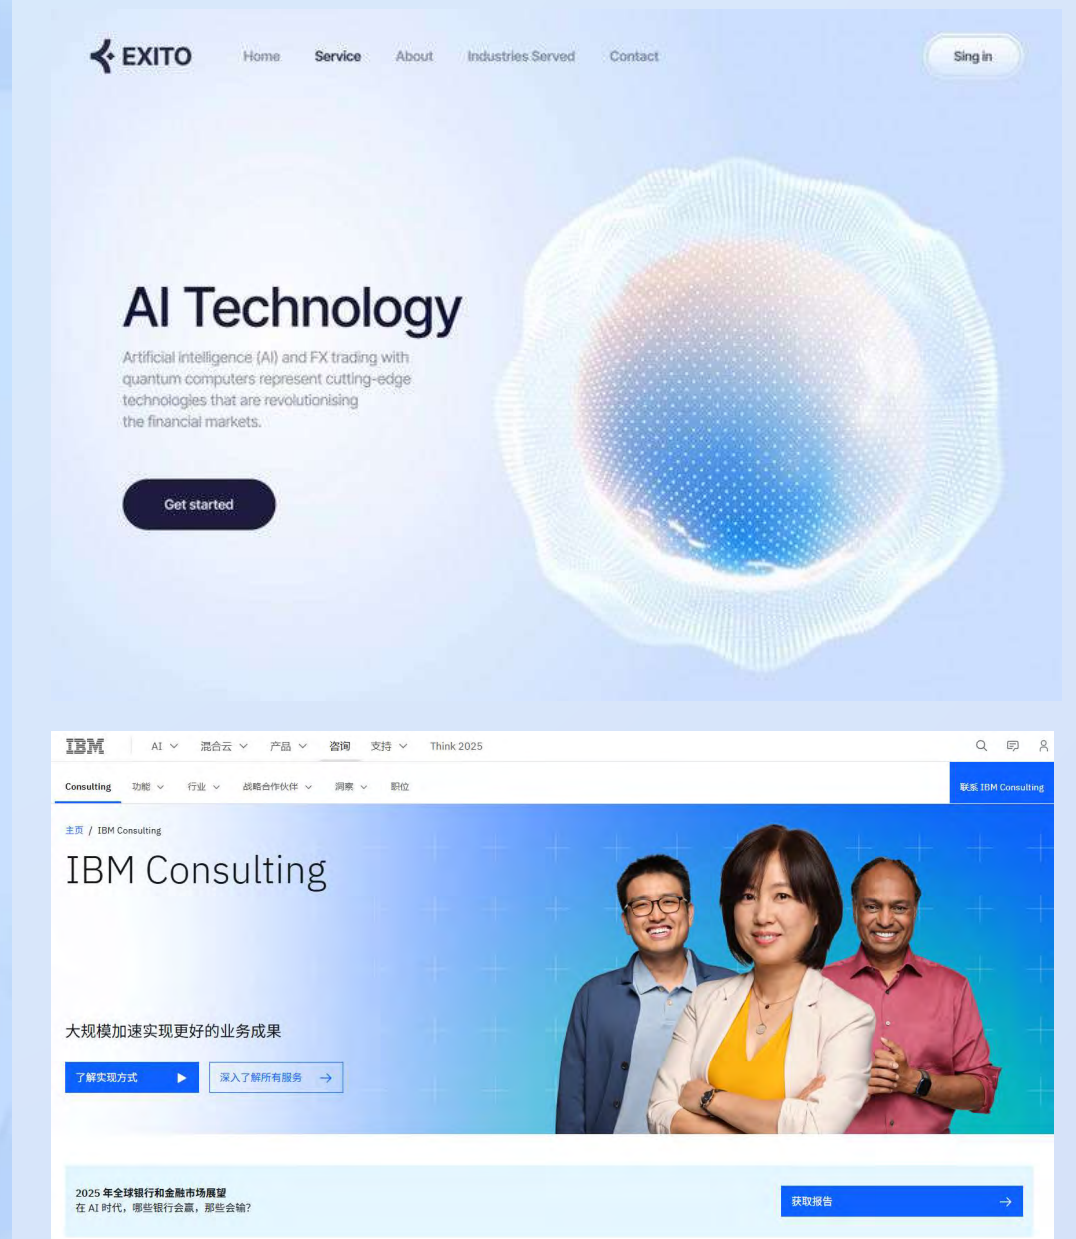 EXITO
Home Service About Industries Served Contact
Sing in
AI Technology
Artificial intelligence (AI) and FX trading with
quantum computers represent cutting-edge
technologies that are revolutionising
the financial markets.
Get started
IBM
AI 混合云 产品 咨询 支持 Think 2025
Consulting 功能 行业 战略合作伙伴 洞察 职位
联系 IBM Consulting
主页 / IBM Consulting
IBM Consulting
大规模加速实现更好的业务成果
了解实现方式
深入了解所有服务 →
2025 年全球银行和金融市场展望
在 AI 时代，哪些银行会赢，那些会输？
获取报告 →